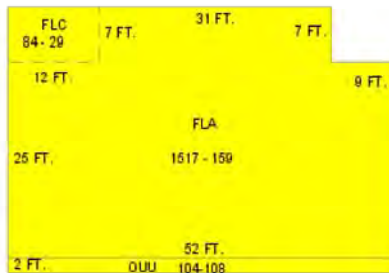 FLC
84-29
7 FT.
31 FT.
7 FT.
12 FT.
9 FT.
FLA
25 FT.
1517-159
52 FT.
2 FT.
OUU 104-108